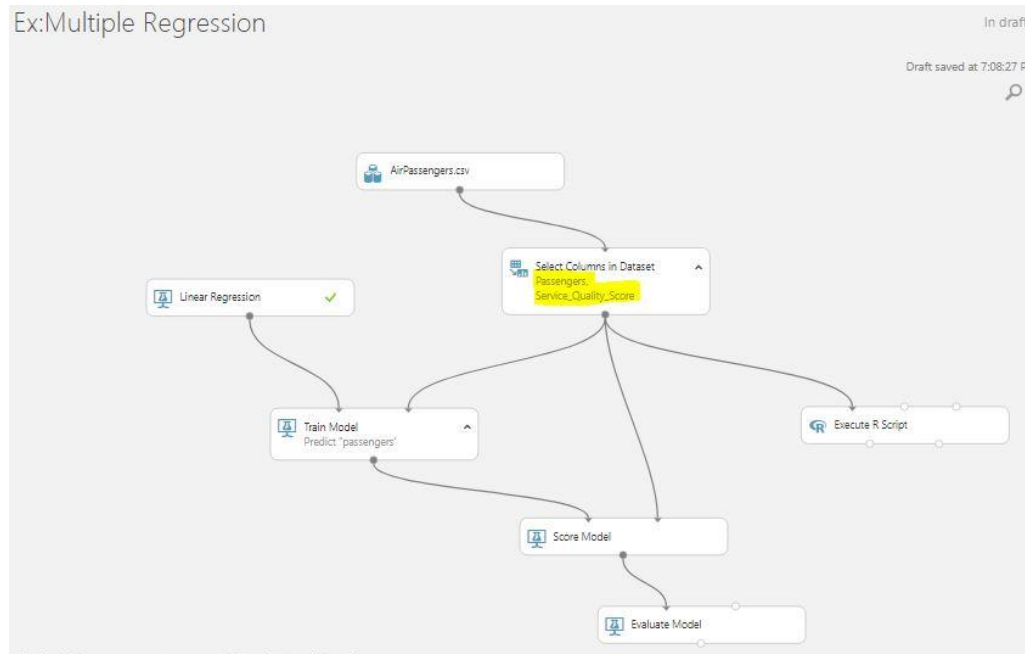 Ex:Multiple Regression
In draft
Draft saved at 7:08:27 P
AirPassengers.csv
Select Columns in Dataset
Passengers,
Service_Quality_Score
Linear Regression
Train Model
Predict "passengers"
Execute R Script
Score Model
Evaluate Model